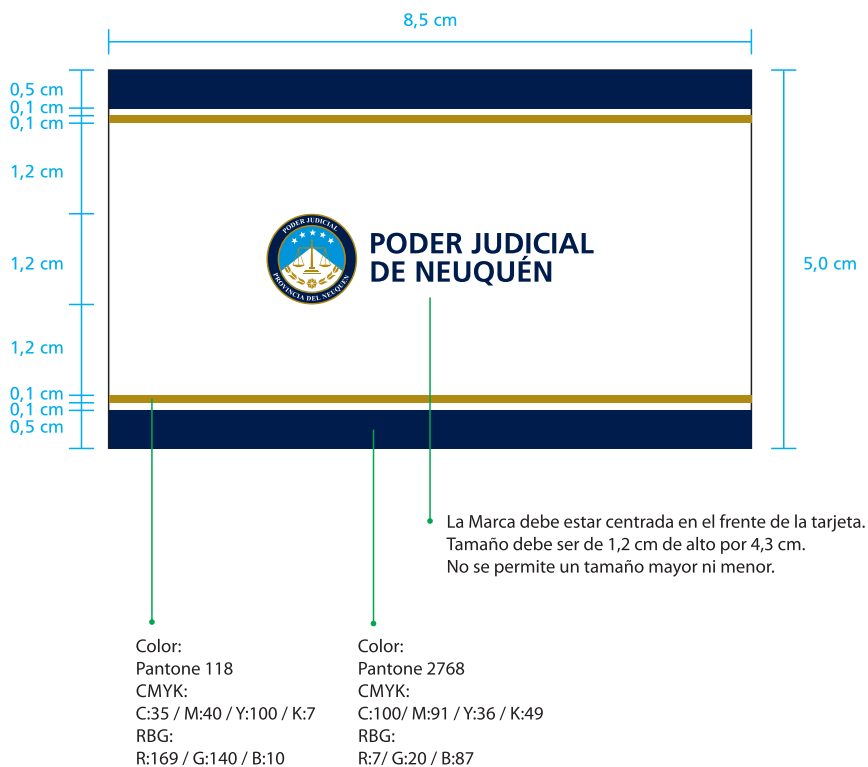 8,5 cm
0,5 cm
0,1 cm
0,1 cm
1,2 cm
1,2 cm
1,2 cm
0,1 cm
0,1 cm
0,5 cm
5,0 cm
PODER JUDICIAL
PROVINCIA DEL NEUQUÉN
PODER JUDICIAL
DE NEUQUÉN
La Marca debe estar centrada en el frente de la tarjeta.
Tamaño debe ser de 1,2 cm de alto por 4,3 cm.
No se permite un tamaño mayor ni menor.
Color:
Pantone 118
CMYK:
C:35 / M:40 / Y:100 / K:7
RBG:
R:169 / G:140 / B:10
Color:
Pantone 2768
CMYK:
C:100/ M:91 / Y:36 / K:49
RBG:
R:7/ G:20 / B:87